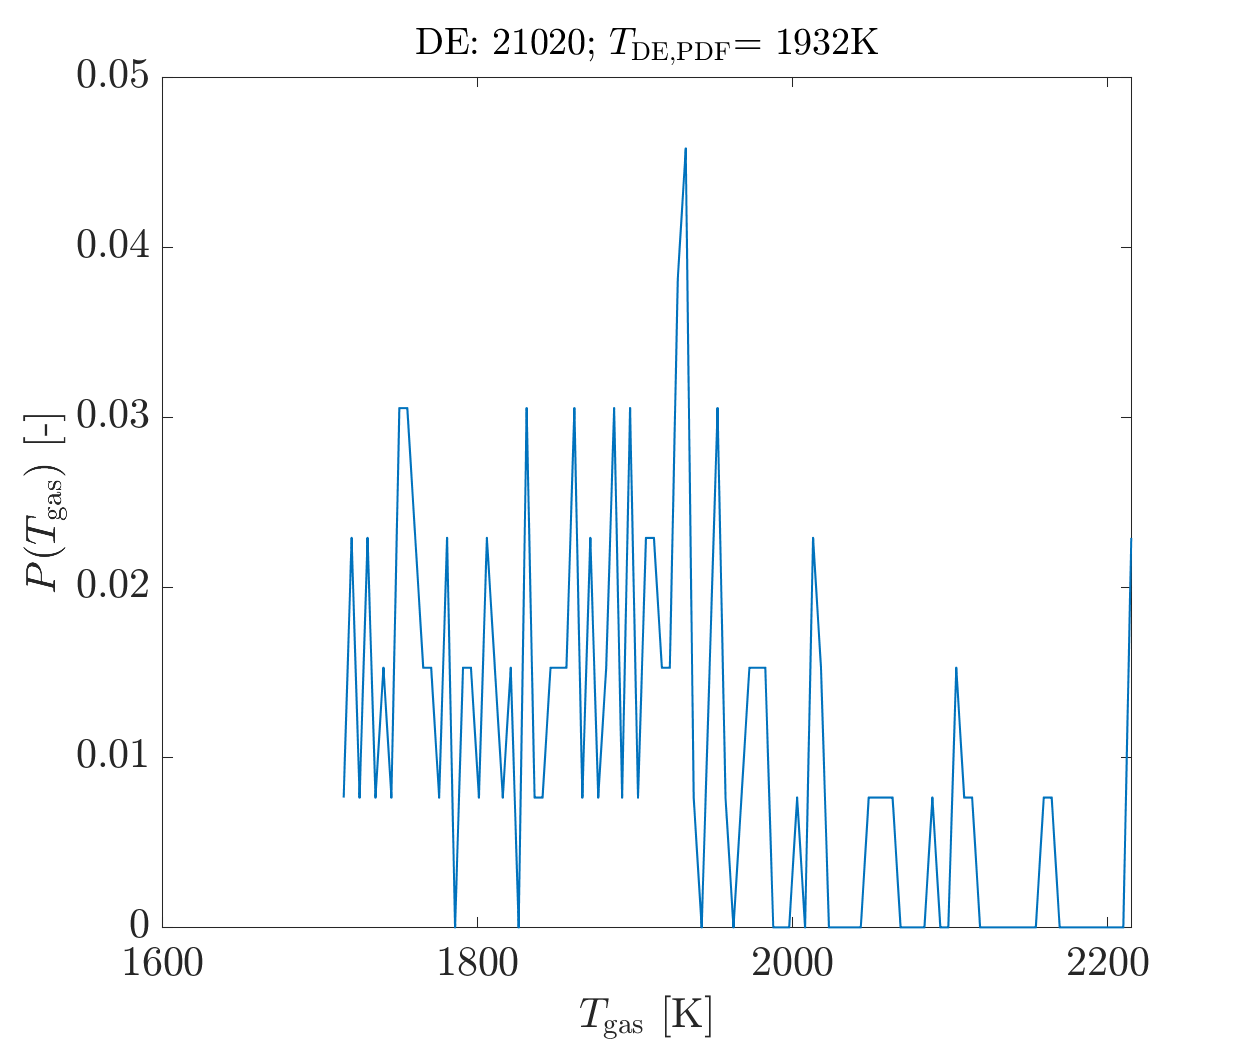 DE: 21020; T_DE,PDF= 1932K
0.05
0.04
0.03
0.02
0.01
0
P(T_gas) [-]
1600 1800 2000 2200
T_gas [K]